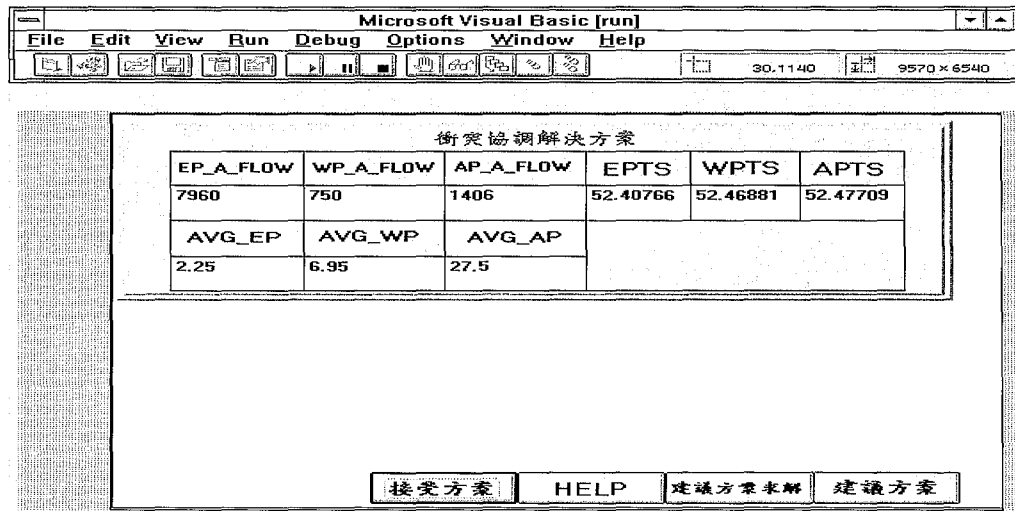 Microsoft Visual Basic [run]
File Edit View Run Debug Options Window Help
30,1140 9570×6540
衝突協調解決方案
EP_A_FLOW WP_A_FLOW AP_A_FLOW EPTS WPTS APTS
7960 750 1406 52.40766 52.46881 52.47709
AVG_EP AVG_WP AVG_AP
2.25 6.95 27.5
接受方案 HELP 建議方案求解 建議方案